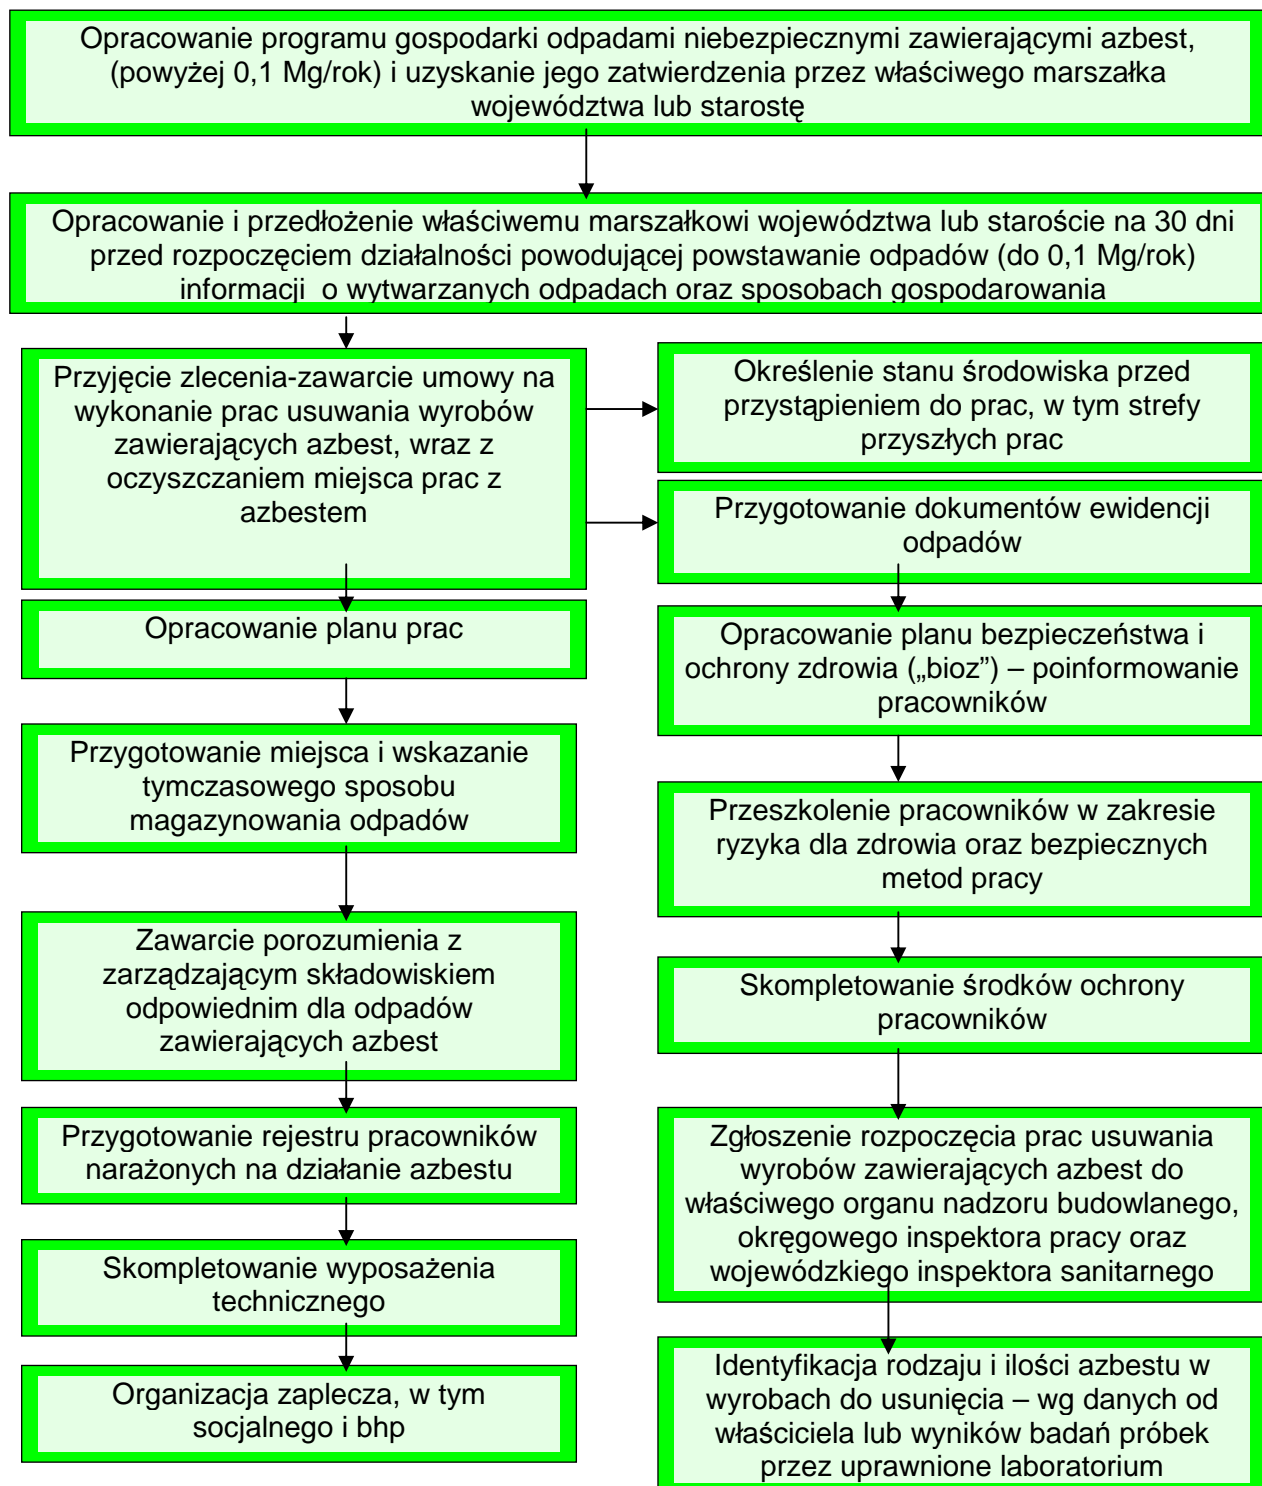 Opracowanie programu gospodarki odpadami niebezpiecznymi zawierającymi azbest,
(powyżej 0,1 Mg/rok) i uzyskanie jego zatwierdzenia przez właściwego marszałka
województwa lub starostę
Opracowanie i przedłożenie właściwemu marszałkowi województwa lub staroście na 30 dni
przed rozpoczęciem działalności powodującej powstawanie odpadów (do 0,1 Mg/rok)
informacji o wytwarzanych odpadach oraz sposobach gospodarowania
Przyjęcie zlecenia-zawarcie umowy na
wykonanie prac usuwania wyrobów
zawierających azbest, wraz z
oczyszczaniem miejsca prac z
azbestem
Opracowanie planu prac
Przygotowanie miejsca i wskazanie
tymczasowego sposobu
magazynowania odpadów
Zawarcie porozumienia z
zarządzającym składowiskiem
odpowiednim dla odpadów
zawierających azbest
Przygotowanie rejestru pracowników
narażonych na działanie azbestu
Skompletowanie wyposażenia
technicznego
Organizacja zaplecza, w tym
socjalnego i bhp
Określenie stanu środowiska przed
przystąpieniem do prac, w tym strefy
przyszłych prac
Przygotowanie dokumentów ewidencji
odpadów
Opracowanie planu bezpieczeństwa i
ochrony zdrowia („bioz”) – poinformowanie
pracowników
Przeszkolenie pracowników w zakresie
ryzyka dla zdrowia oraz bezpiecznych
metod pracy
Skompletowanie środków ochrony
pracowników
Zgłoszenie rozpoczęcia prac usuwania
wyrobów zawierających azbest do
właściwego organu nadzoru budowlanego,
okręgowego inspektora pracy oraz
wojewódzkiego inspektora sanitarnego
Identyfikacja rodzaju i ilości azbestu w
wyrobach do usunięcia – wg danych od
właściciela lub wyników badań próbek
przez uprawnione laboratorium